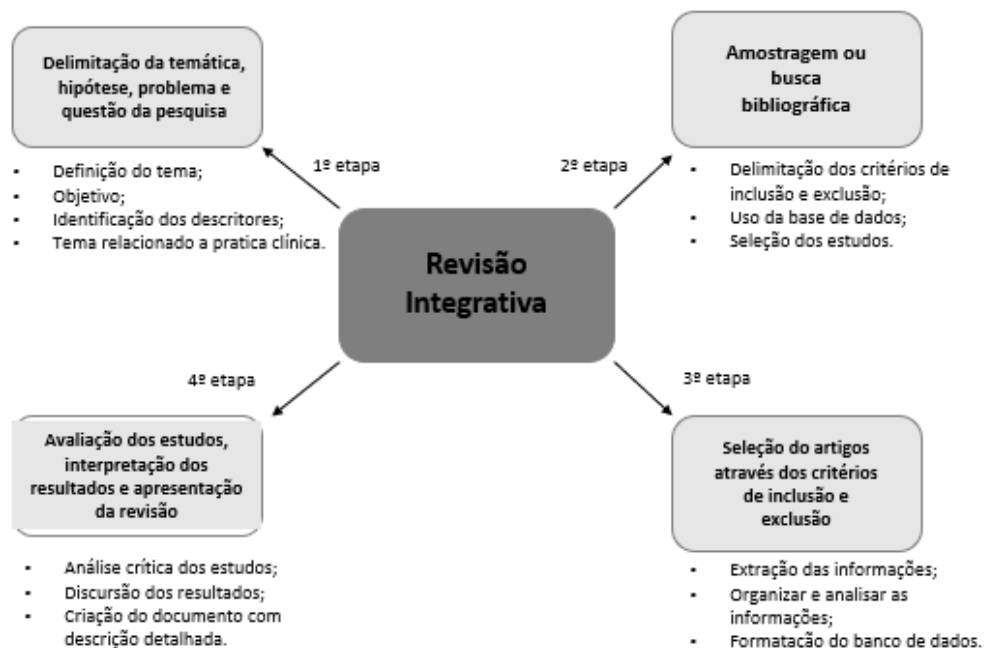 Delimitação da temática,
hipótese, problema e
questão da pesquisa
▪ Definição do tema;
▪ Objetivo;
▪ Identificação dos descritores;
▪ Tema relacionado a pratica clínica.
1º etapa
Amostragem ou
busca
bibliográfica
▪ Delimitação dos critérios de
inclusão e exclusão;
▪ Uso da base de dados;
▪ Seleção dos estudos.
2º etapa
Revisão
Integrativa
3º etapa
Seleção do artigos
através dos critérios
de inclusão e
exclusão
▪ Extração das informações;
▪ Organizar e analisar as
informações;
▪ Formatação do banco de dados.
4º etapa
Avaliação dos estudos,
interpretação dos
resultados e apresentação
da revisão
▪ Análise crítica dos estudos;
▪ Discursão dos resultados;
▪ Criação do documento com
descrição detalhada.